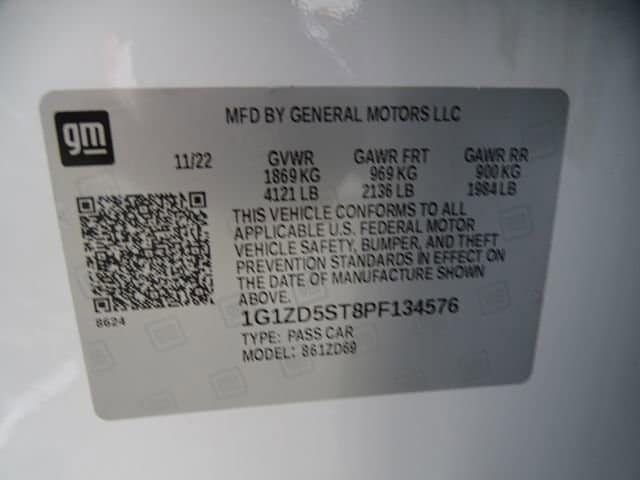 gm
MFD BY GENERAL MOTORS LLC
11/22 GVWR GAWR FRT GAWR RR
1869 KG 969 KG 900 KG
4121 LB 2136 LB 1984 LB
THIS VEHICLE CONFORMS TO ALL
APPLICABLE U.S. FEDERAL MOTOR
VEHICLE SAFETY, BUMPER, AND THEFT
PREVENTION STANDARDS IN EFFECT ON
THE DATE OF MANUFACTURE SHOWN
ABOVE.
8624
1G1ZD5ST8PF134576
TYPE: PASS CAR
MODEL: 861ZD69